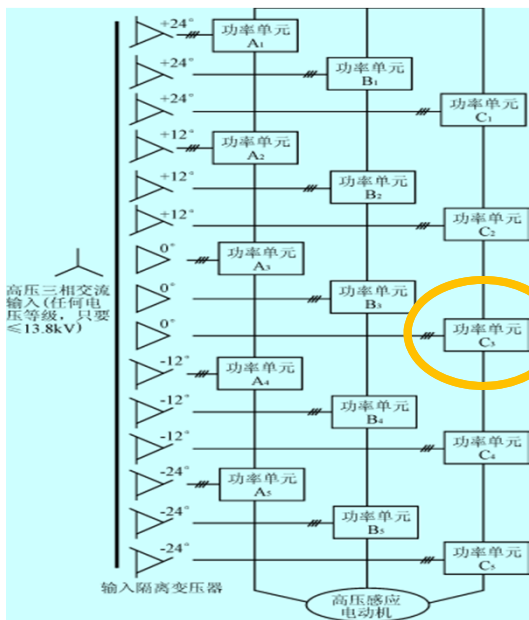 +24°
功率单元
A1
+24°
功率单元
B1
+24°
功率单元
C1
+12°
功率单元
A2
+12°
功率单元
B2
+12°
功率单元
C2
0°
功率单元
A3
高压三相交流
输入(任何电
压等级，只要
≤13.8kV)
0°
功率单元
B3
0°
功率单元
C3
-12°
功率单元
A4
-12°
功率单元
B4
-12°
功率单元
C4
-24°
功率单元
A5
-24°
功率单元
B5
-24°
功率单元
C5
输入隔离变压器
高压感应
电动机